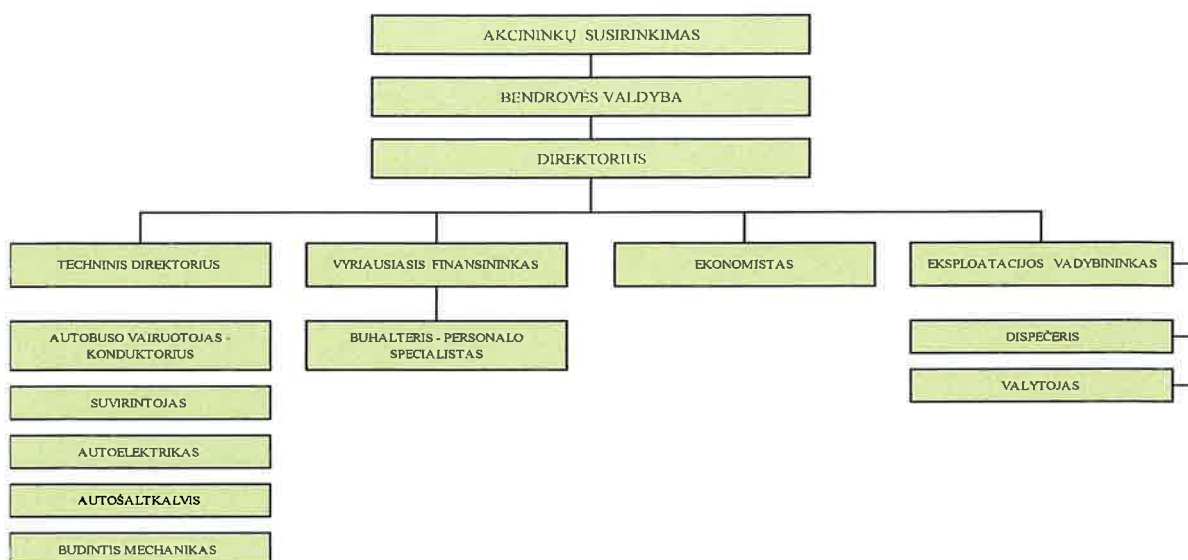 AKCININKŲ SUSIRINKIMAS
BENDROVĖS VALDYBA
DIREKTORIUS
TECHNINIS DIREKTORIUS
VYRIAUSIASIS FINANSININKAS
EKONOMISTAS
EKSPLOATACIJOS VADYBININKAS
AUTOBUSO VAIRUOTOJAS -
KONDUKTORIUS
BUHALTERIS - PERSONALO
SPECIALISTAS
DISPEČERIS
SUVIRINTOJAS
VALYTOJAS
AUTOELEKTRIKAS
AUTOŠALTKALVIS
BUDINTIS MECHANIKAS